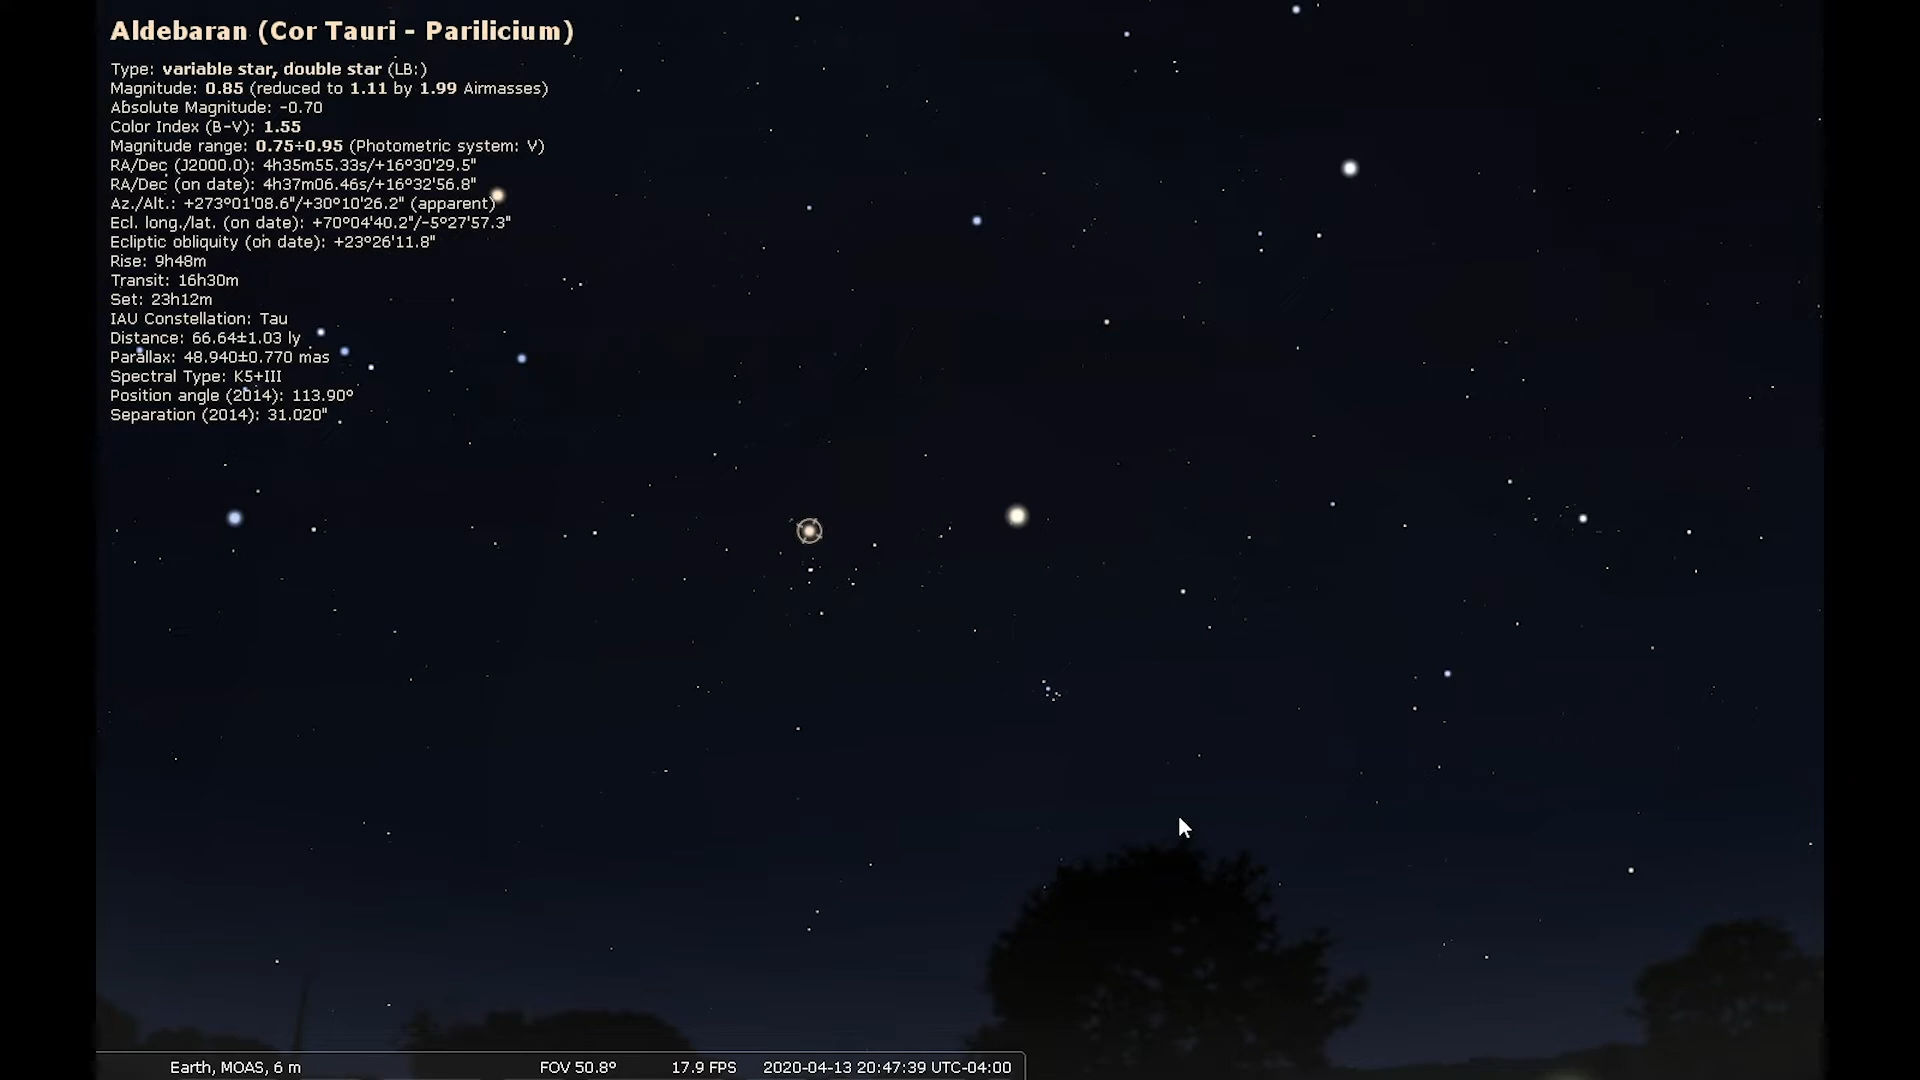 Aldebaran (Cor Tauri - Parilicium)
Type: variable star, double star (LB:)
Magnitude: 0.85 (reduced to 1.11 by 1.99 Airmasses)
Absolute Magnitude: -0.70
Color Index (B-V): 1.55
Magnitude range: 0.75÷0.95 (Photometric system: V)
RA/Dec (J2000.0): 4h35m55.33s/+16°30'29.5"
RA/Dec (on date): 4h37m06.46s/+16°32'56.8"
Az./Alt.: +273°01'08.6"/+30°10'26.2" (apparent)
Ecl. long./lat. (on date): +70°04'40.2"/-5°27'57.3"
Ecliptic obliquity (on date): +23°26'11.8"
Rise: 9h48m
Transit: 16h30m
Set: 23h12m
IAU Constellation: Tau
Distance: 66.64±1.03 ly
Parallax: 48.940±0.770 mas
Spectral Type: K5+III
Position angle (2014): 113.90°
Separation (2014): 31.020"
Earth, MOAS, 6 m FOV 50.8° 17.9 FPS 2020-04-13 20:47:39 UTC-04:00